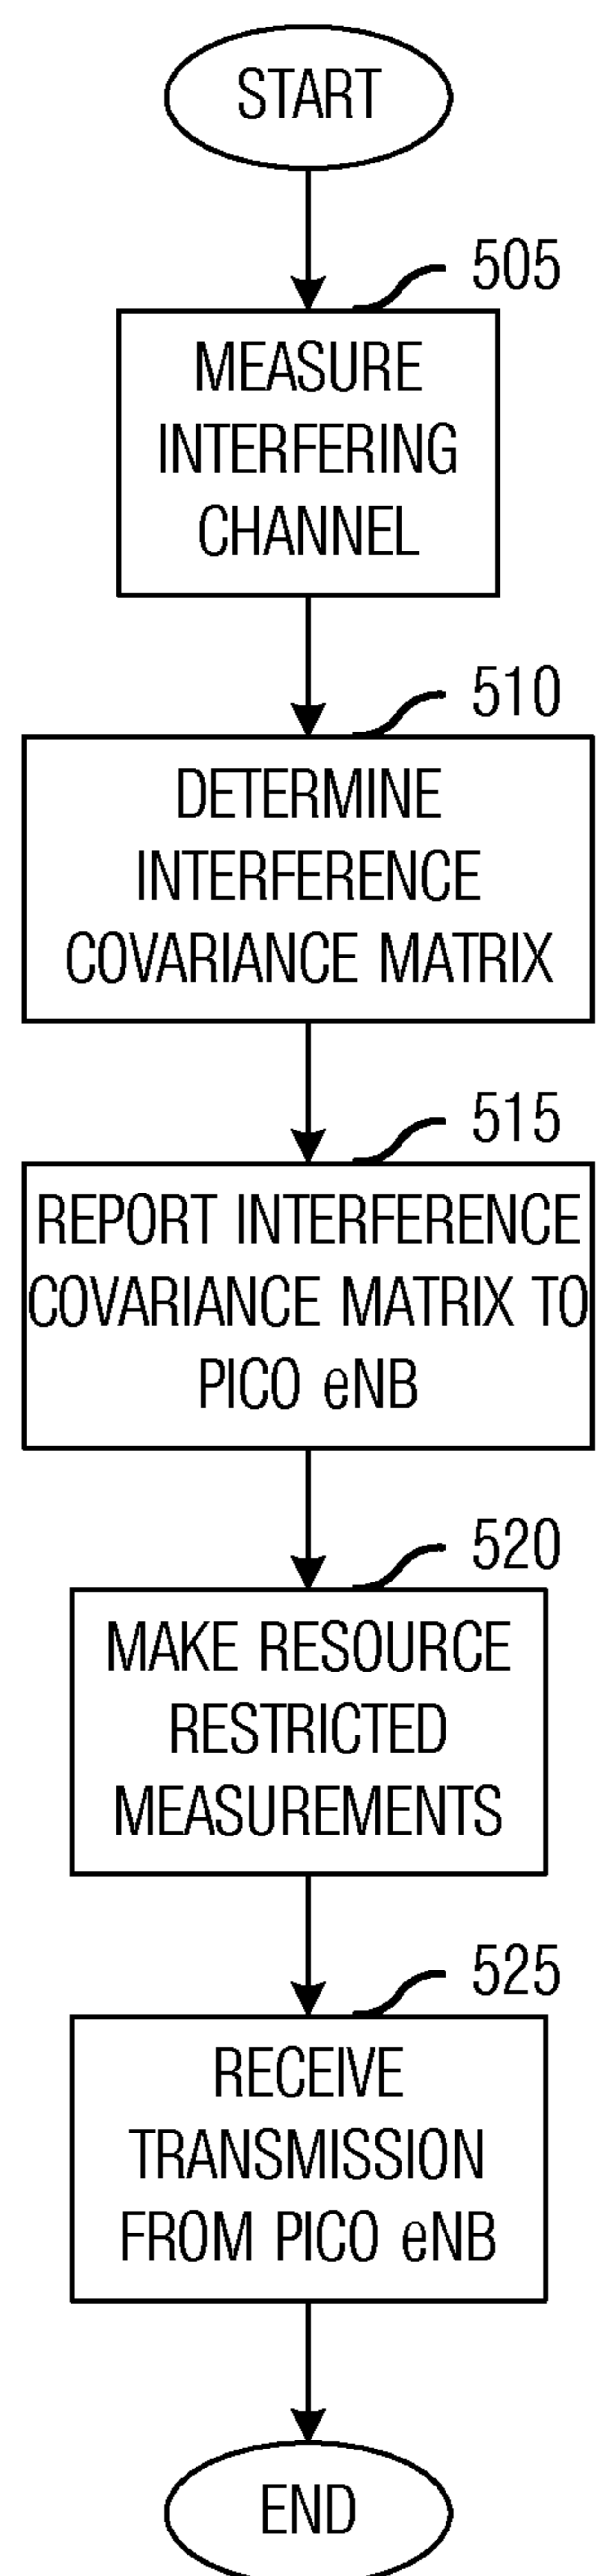 START
505
MEASURE
INTERFERING
CHANNEL
510
DETERMINE
INTERFERENCE
COVARIANCE MATRIX
515
REPORT INTERFERENCE
COVARIANCE MATRIX TO
PICO eNB
520
MAKE RESOURCE
RESTRICTED
MEASUREMENTS
525
RECEIVE
TRANSMISSION
FROM PICO eNB
END